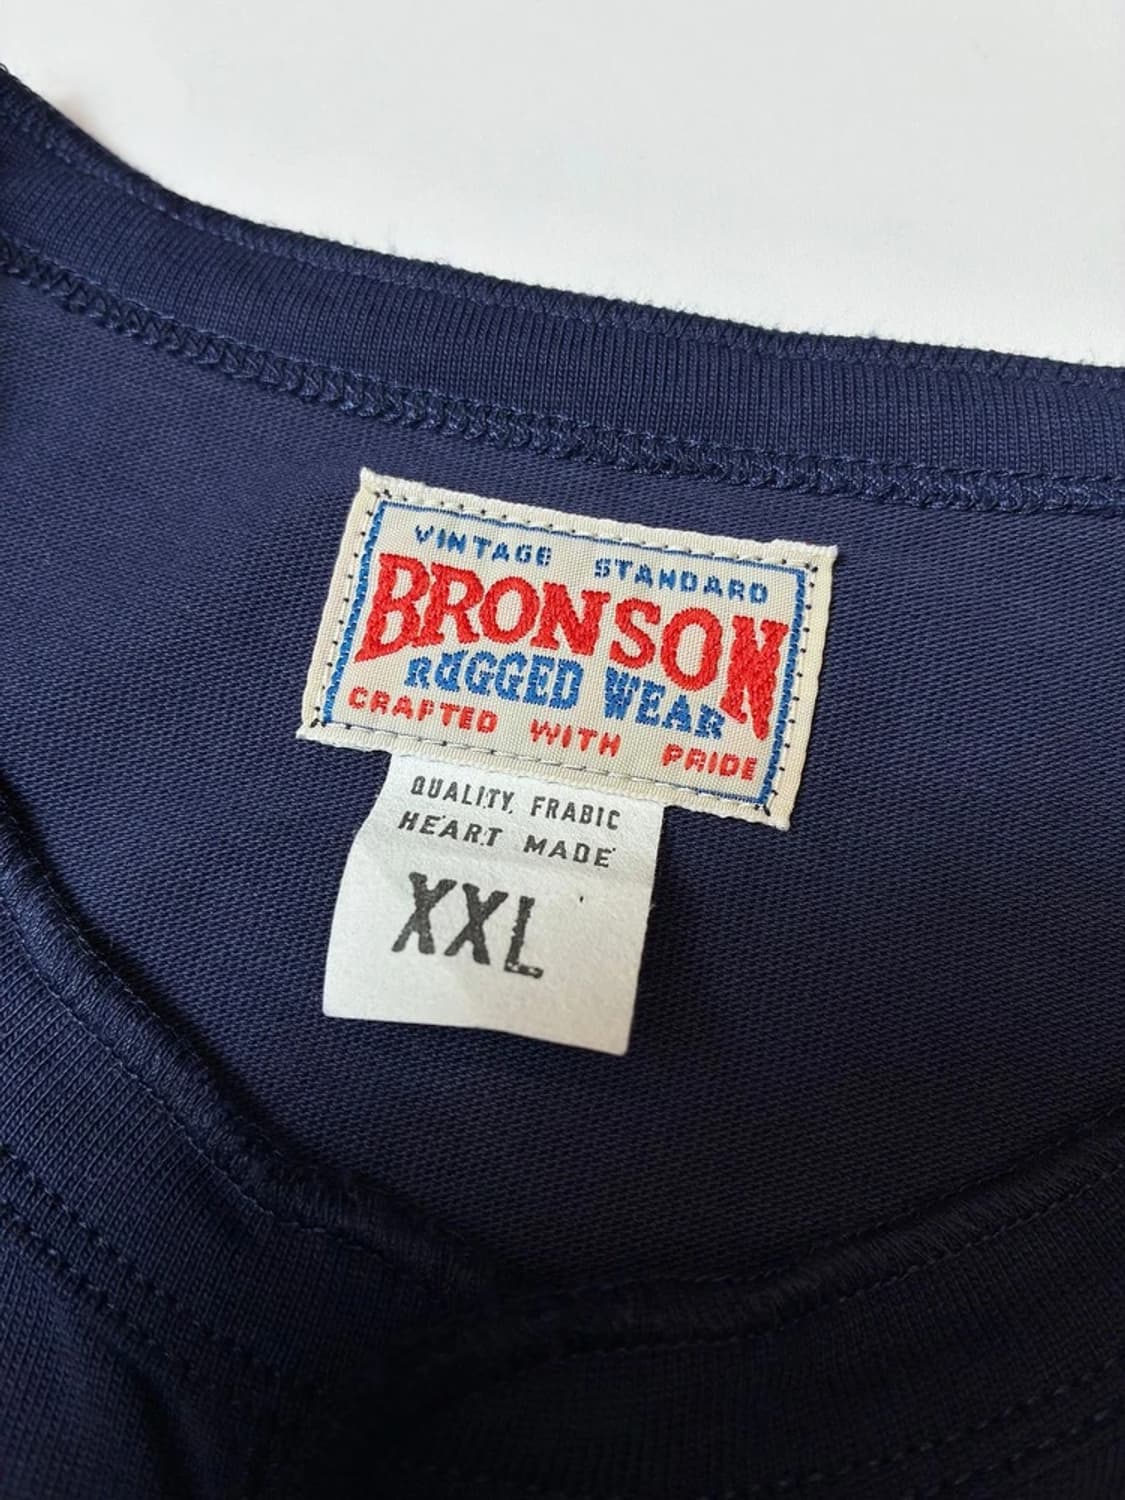 VINTAGE STANDARD
BRONSON
RUGGED WEAR
CRAFTED WITH PRIDE
QUALITY FRABIC
HEART MADE
XXL